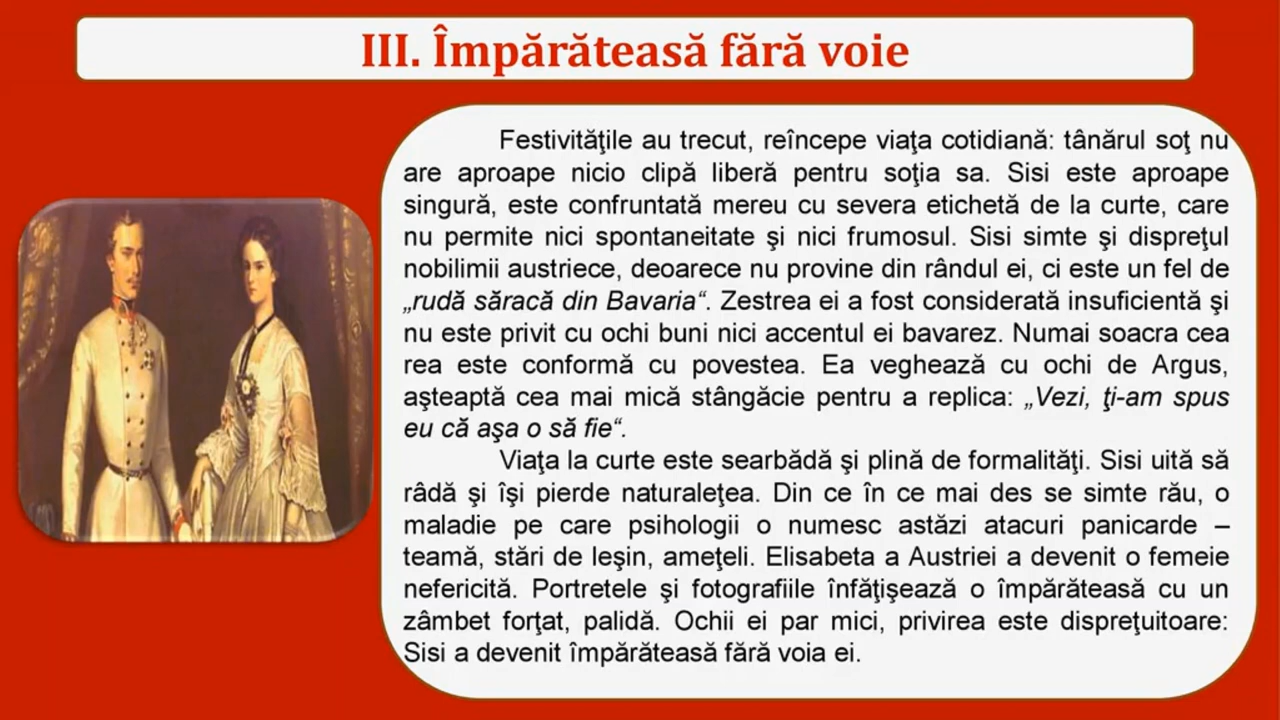 III. Împărăteasă fără voie
Festivităţile au trecut, reîncepe viaţa cotidiană: tânărul soţ nu
are aproape nicio clipă liberă pentru soţia sa. Sisi este aproape
singură, este confruntată mereu cu severa etichetă de la curte, care
nu permite nici spontaneitate şi nici frumosul. Sisi simte şi dispreţul
nobilimii austriece, deoarece nu provine din rândul ei, ci este un fel de
„rudă săracă din Bavaria“. Zestrea ei a fost considerată insuficientă şi
nu este privit cu ochi buni nici accentul ei bavarez. Numai soacra cea
rea este conformă cu povestea. Ea veghează cu ochi de Argus,
aşteaptă cea mai mică stângăcie pentru a replica: „Vezi, ţi-am spus
eu că aşa o să fie“.
Viaţa la curte este searbădă şi plină de formalităţi. Sisi uită să
râdă şi îşi pierde naturaleţea. Din ce în ce mai des se simte rău, o
maladie pe care psihologii o numesc astăzi atacuri panicarde –
teamă, stări de leşin, ameţeli. Elisabeta a Austriei a devenit o femeie
nefericită. Portretele şi fotografiile înfăţişează o împărăteasă cu un
zâmbet forţat, palidă. Ochii ei par mici, privirea este dispreţuitoare:
Sisi a devenit împărăteasă fără voia ei.